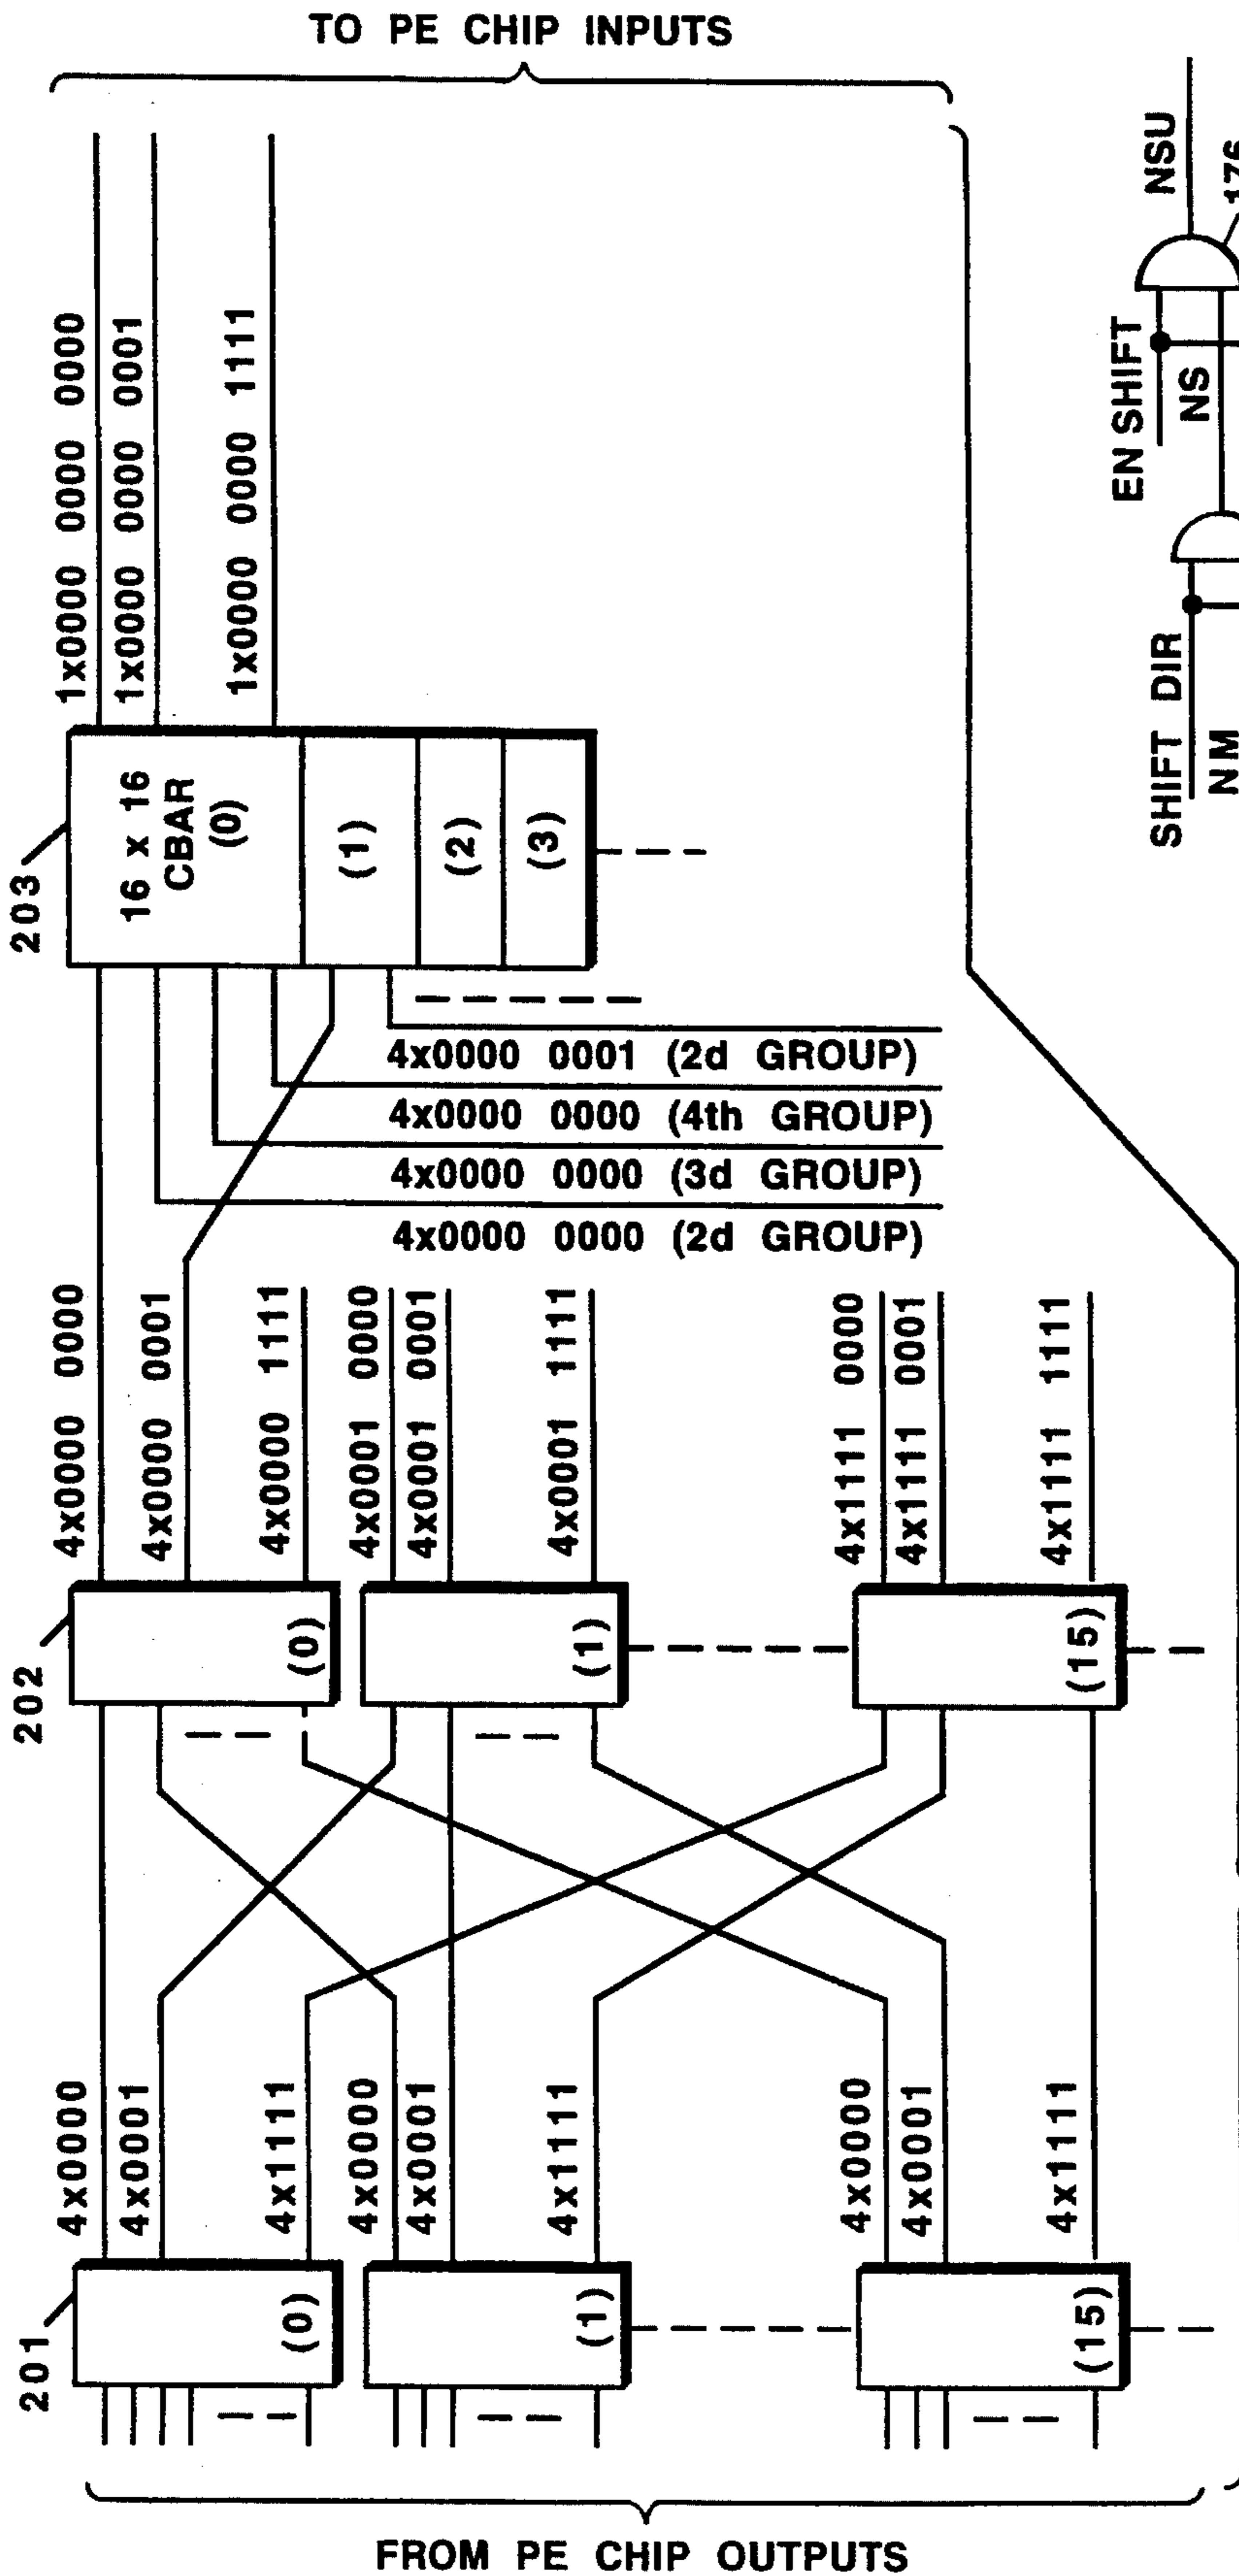 TO PE CHIP INPUTS
203
16 x 16
CBAR
(0)
(1)
(2)
(3)
1x0000 0000 0000
1x0000 0000 0001
1x0000 0000 1111
4x0000 0001 (2d GROUP)
4x0000 0000 (4th GROUP)
4x0000 0000 (3d GROUP)
4x0000 0000 (2d GROUP)
202
(0)
(1)
(15)
4x0000 0000
4x0000 0001
4x0000 1111
4x0001 0000
4x0001 0001
4x0001 1111
4x1111 0000
4x1111 0001
4x1111 1111
201
(0)
(1)
(15)
4x0000
4x0001
4x1111
4x0000
4x0001
4x1111
4x0000
4x0001
4x1111
FROM PE CHIP OUTPUTS
EN SHIFT
NS
NSU
176
SHIFT DIR
NM